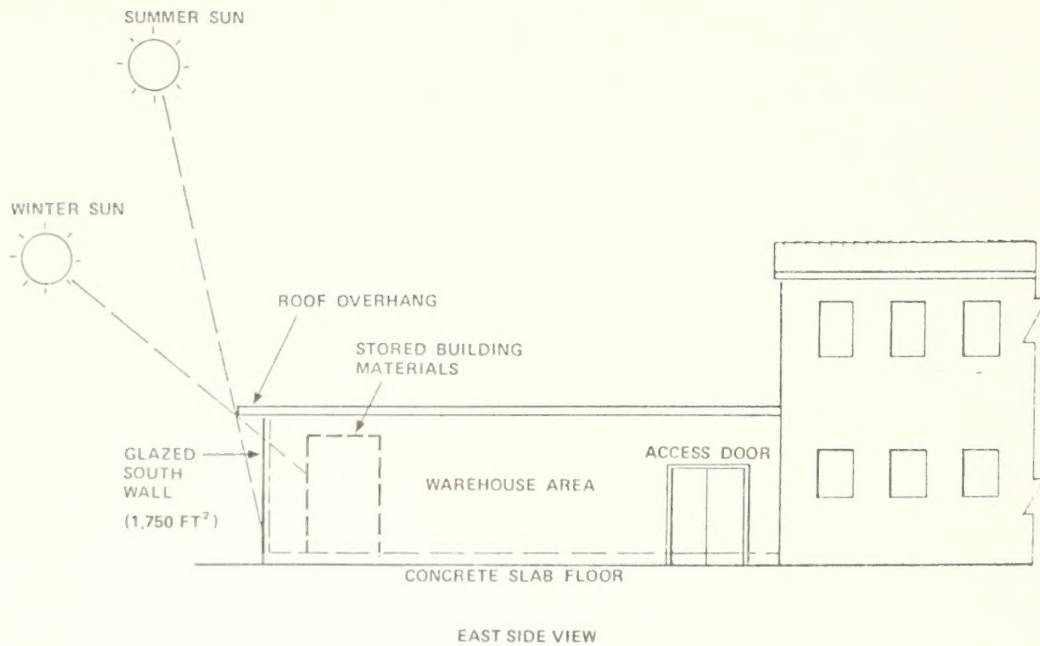 SUMMER SUN
WINTER SUN
ROOF OVERHANG
STORED BUILDING
MATERIALS
GLAZED
SOUTH
WALL
(1,750 FT²)
WAREHOUSE AREA
ACCESS DOOR
CONCRETE SLAB FLOOR
EAST SIDE VIEW